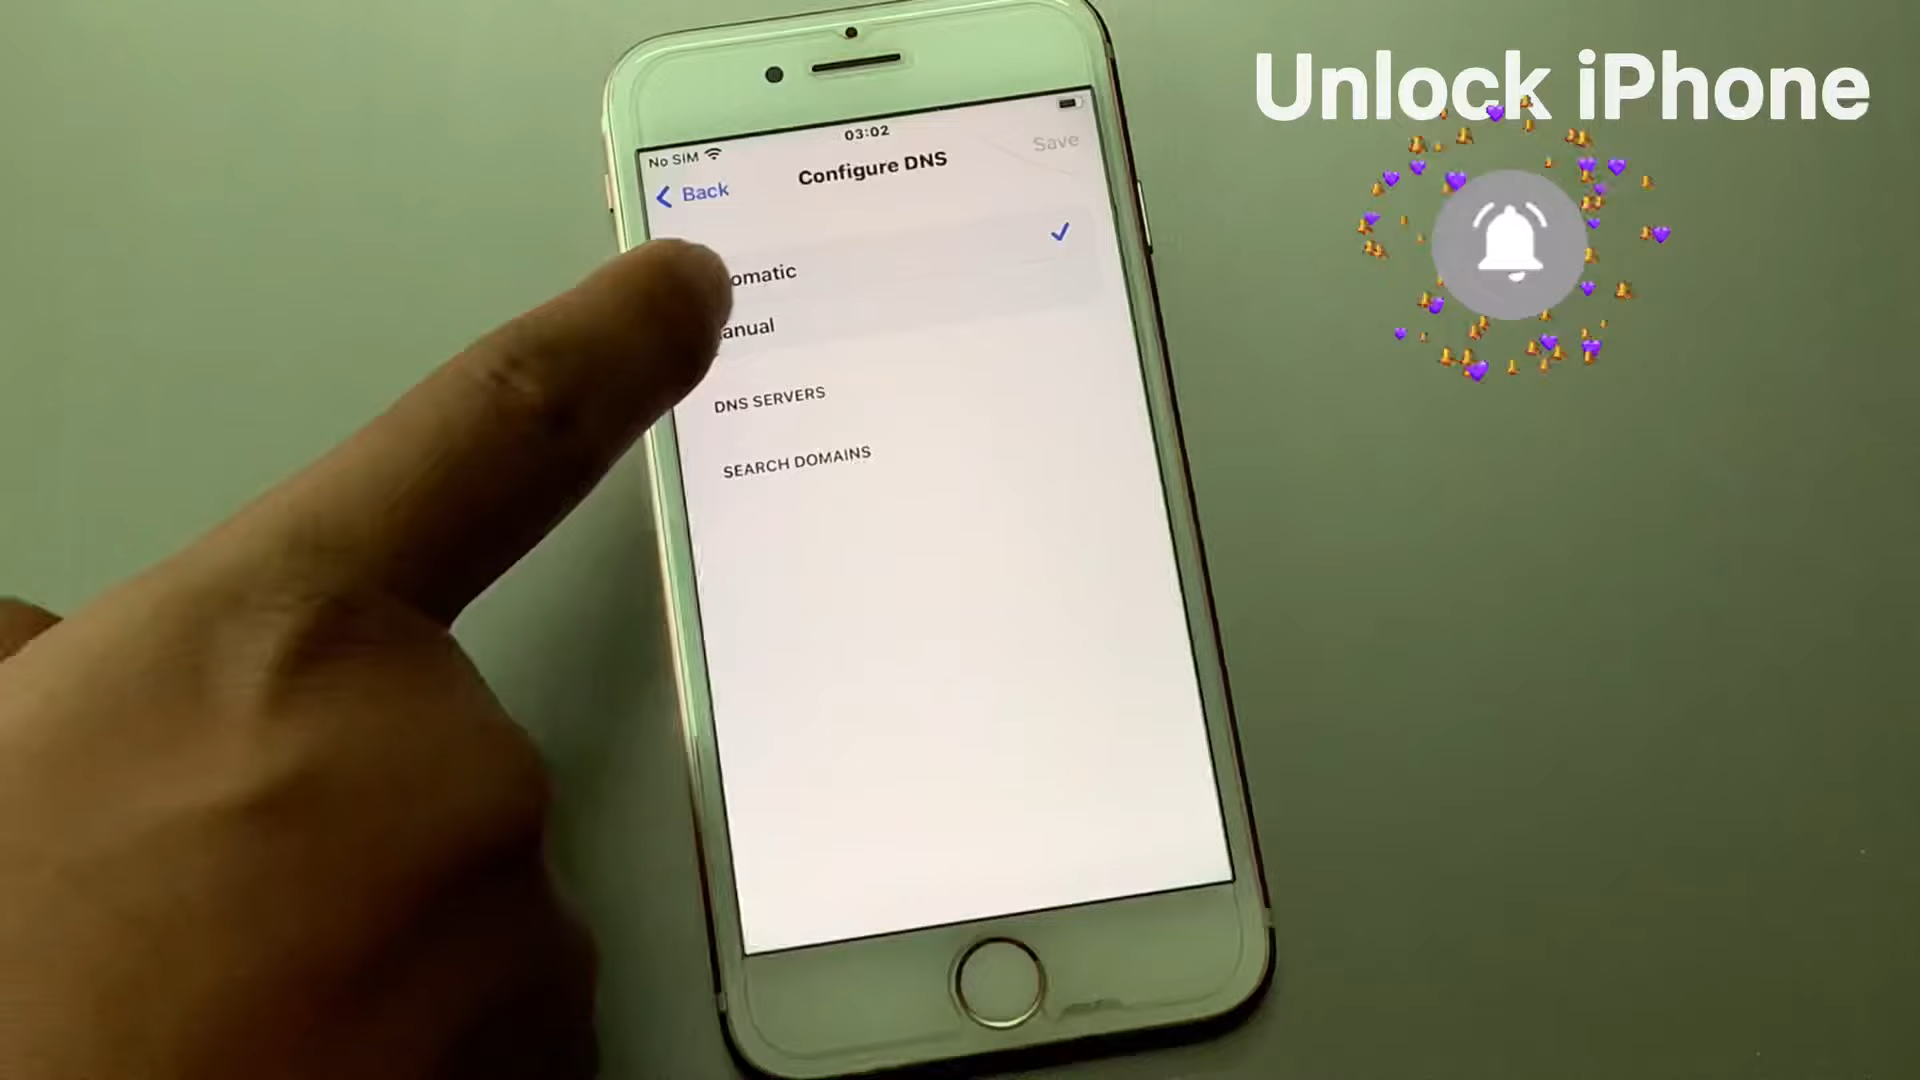 Unlock iPhone
03:02
No SIM
Save
Configure DNS
Back
omatic
anual
DNS SERVERS
SEARCH DOMAINS